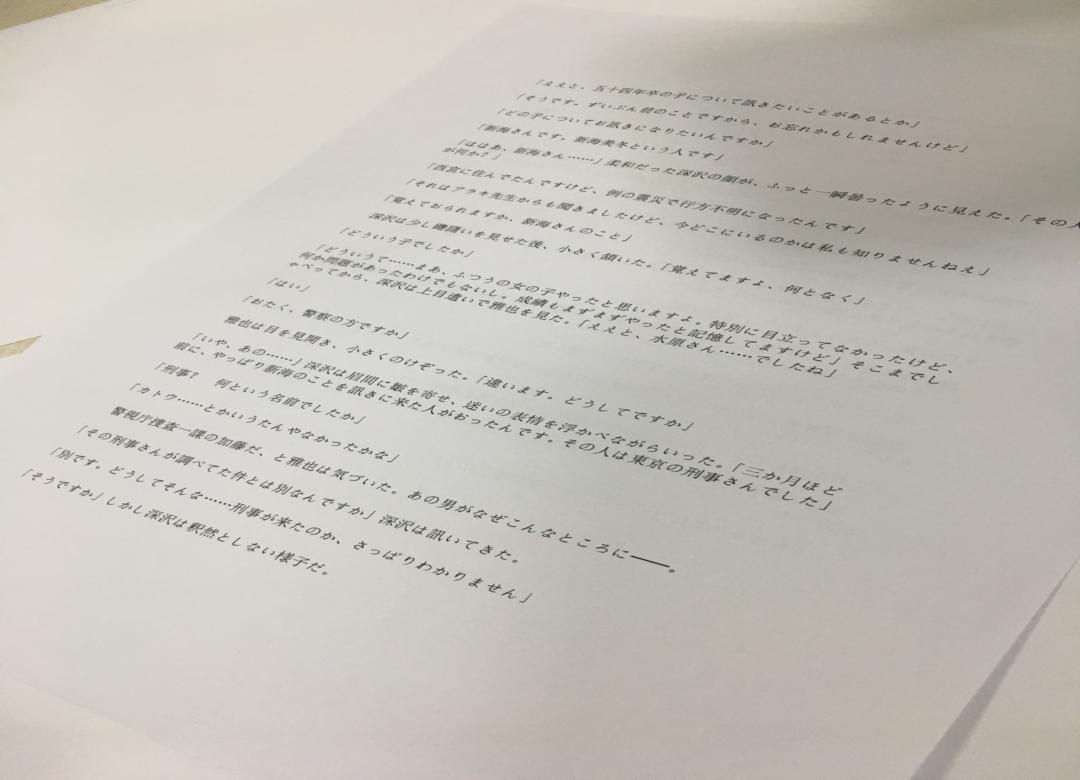 「ええと、五十四年卒の子について訊きたいことがあるとか」
「そうです。ずいぶん前のことですから、お忘れかもしれませんけど」
「どの子についてお訊きになりたいんですか」
「新海さんです。新海美冬という人です」
「ははあ、新海さん……」柔和だった深沢の顔が、ふっと一瞬曇ったように見えた。「その人
が何か？」
「西宮に住んでたんですけど、例の震災で行方不明になったんです」
「それはアラキ先生からも聞きましたけど、今どこにいるのかは私も知りませんねえ」
「覚えておられますか、新海さんのこと」
深沢は少し躊躇いを見せた後、小さく頷いた。「覚えてますよ、何となく」
「どういう子でしたか」
「どういうて……まあ、ふつうの女の子やったと思いますよ。特別に目立ってなかったけど、
何か問題があったわけでもないし。成績もまずまずやったと記憶してますけど」そこまでし
ゃべってから、深沢は上目遣いで雅也を見た。「ええと、水原さん……でしたね」
「はい」
「おたく、警察の方ですか」
雅也は目を見開き、小さくのけぞった。「違います。どうしてですか」
「いや、あの……」深沢は眉間に皺を寄せ、迷いの表情を浮かべながらいった。「三か月ほど
前に、やっぱり新海のことを訊きに来た人がおったんです。その人は東京の刑事さんでした」
「刑事？　何という名前でしたか」
「カトウ……とかいうたんやなかったかな」
警視庁捜査一課の加藤だ、と雅也は気づいた。あの男がなぜこんなところに――。
「その刑事さんが調べてた件とは別なんですか」深沢は訊いてきた。
「別です。どうしてそんな……刑事が来たのか、さっぱりわかりません」
「そうですか」しかし深沢は釈然としない様子だ。